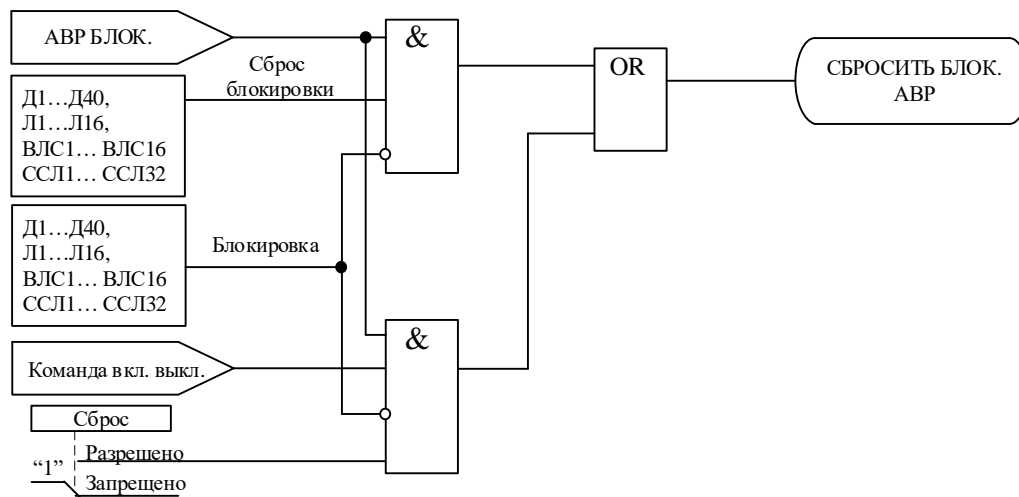 АВР БЛОК.
&
OR
СБРОСИТЬ БЛОК.
АВР
Сброс
блокировки
Д1…Д40,
Л1…Л16,
ВЛС1… ВЛС16
ССЛ1… ССЛ32
Д1…Д40,
Л1…Л16,
ВЛС1… ВЛС16
ССЛ1… ССЛ32
Блокировка
&
Команда вкл. выкл.
Сброс
Разрешено
“1”
Запрещено